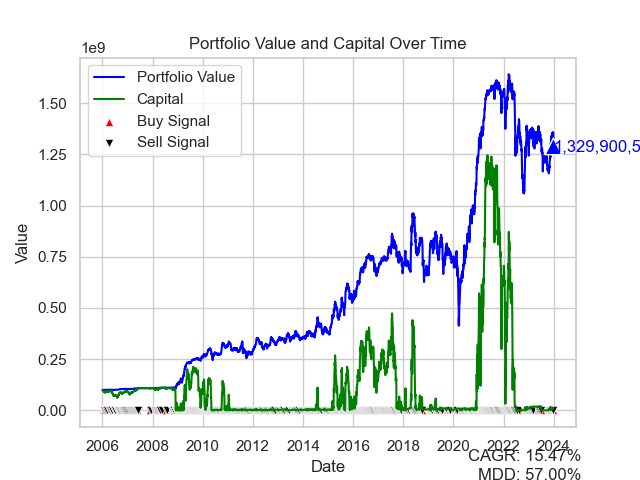 Portfolio Value and Capital Over Time
1e9
Portfolio Value
Capital
Buy Signal
Sell Signal
1.50
1.25
1.00
0.75
0.50
0.25
0.00
Value
1,329,900,5
2006 2008 2010 2012 2014 2016 2018 2020 2022 2024
Date
CAGR: 15.47%
MDD: 57.00%